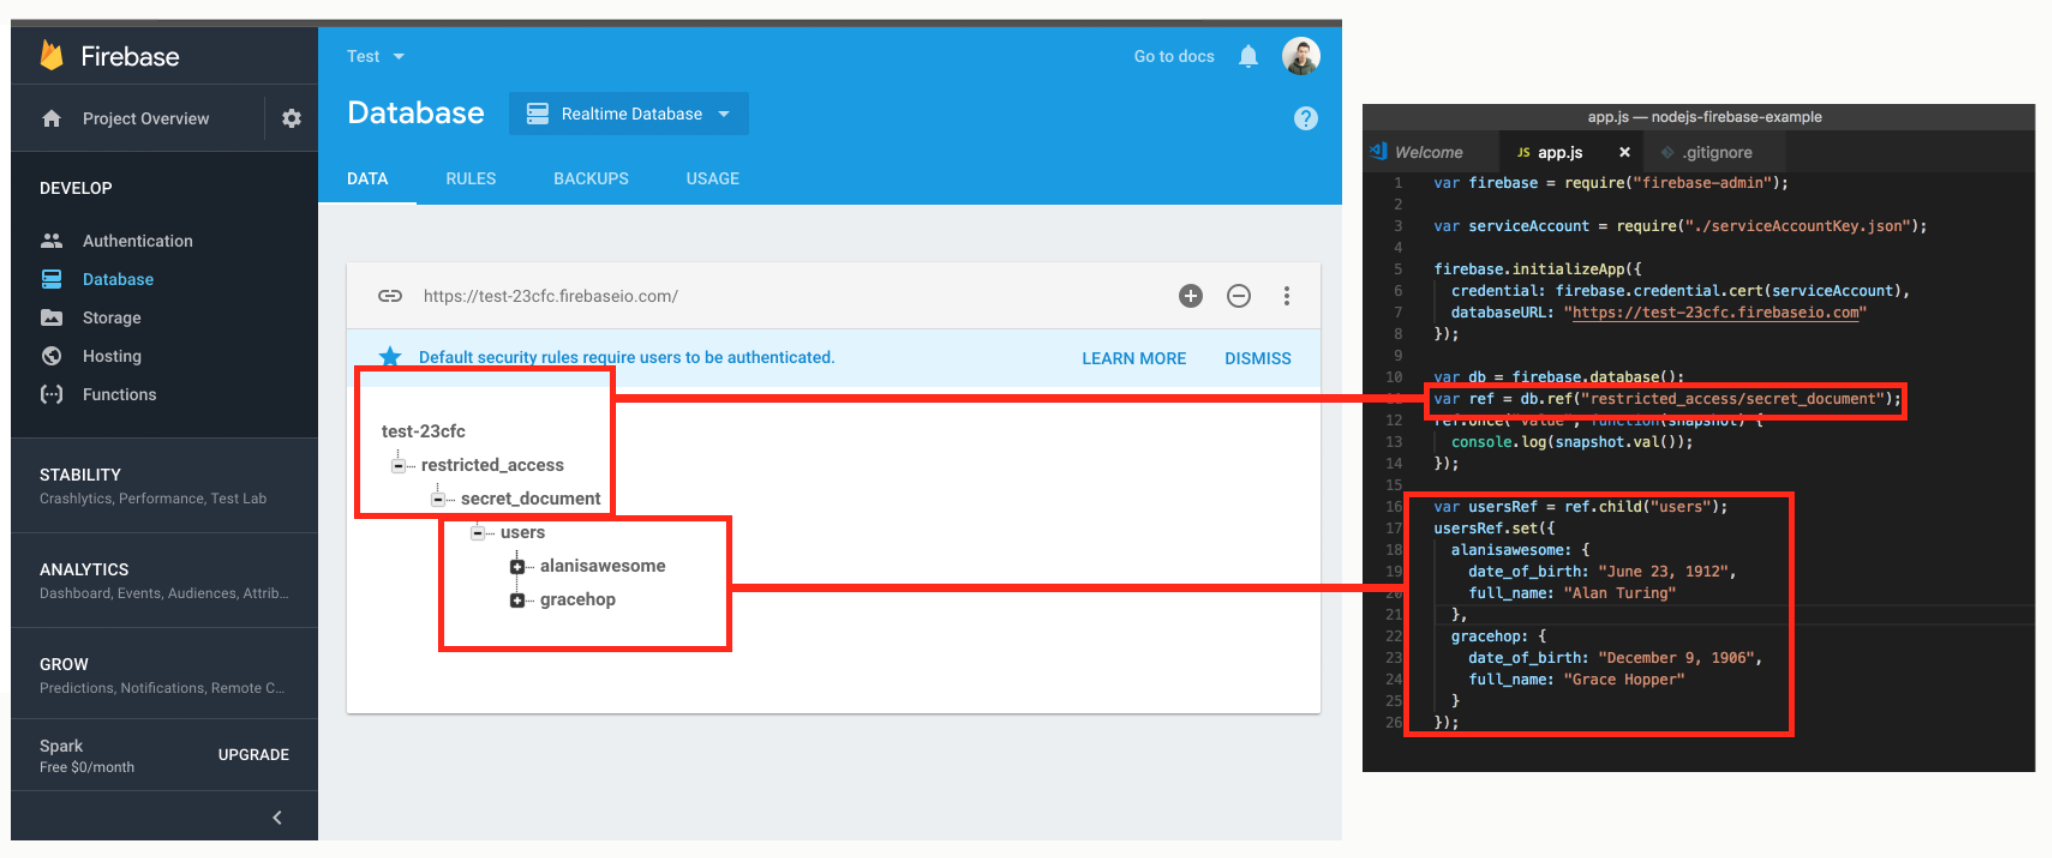 Firebase
Project Overview
DEVELOP
Authentication
Database
Storage
Hosting
Functions
STABILITY
Crashlytics, Performance, Test Lab
ANALYTICS
Dashboard, Events, Audiences, Attrib...
GROW
Predictions, Notifications, Remote C...
Spark
Free $0/month
UPGRADE
Test
Go to docs
Database
Realtime Database
?
DATA RULES BACKUPS USAGE
https://test-23cfc.firebaseio.com/
Default security rules require users to be authenticated.
LEARN MORE DISMISS
test-23cfc
restricted_access
secret_document
users
alanisawesome
gracehop
app.js — nodejs-firebase-example
Welcome
JS app.js
.gitignore
1 var firebase = require("firebase-admin");
2
3 var serviceAccount = require("./serviceAccountKey.json");
4
5 firebase.initializeApp({
6 credential: firebase.credential.cert(serviceAccount),
7 databaseURL: "https://test-23cfc.firebaseio.com"
8 });
9
10 var db = firebase.database();
11 var ref = db.ref("restricted_access/secret_document");
12 ref.once("value", function(snapshot) {
13 console.log(snapshot.val());
14 });
15
16 var usersRef = ref.child("users");
17 usersRef.set({
18 alanisawesome: {
19 date_of_birth: "June 23, 1912",
20 full_name: "Alan Turing"
21 },
22 gracehop: {
23 date_of_birth: "December 9, 1906",
24 full_name: "Grace Hopper"
25 }
26 });